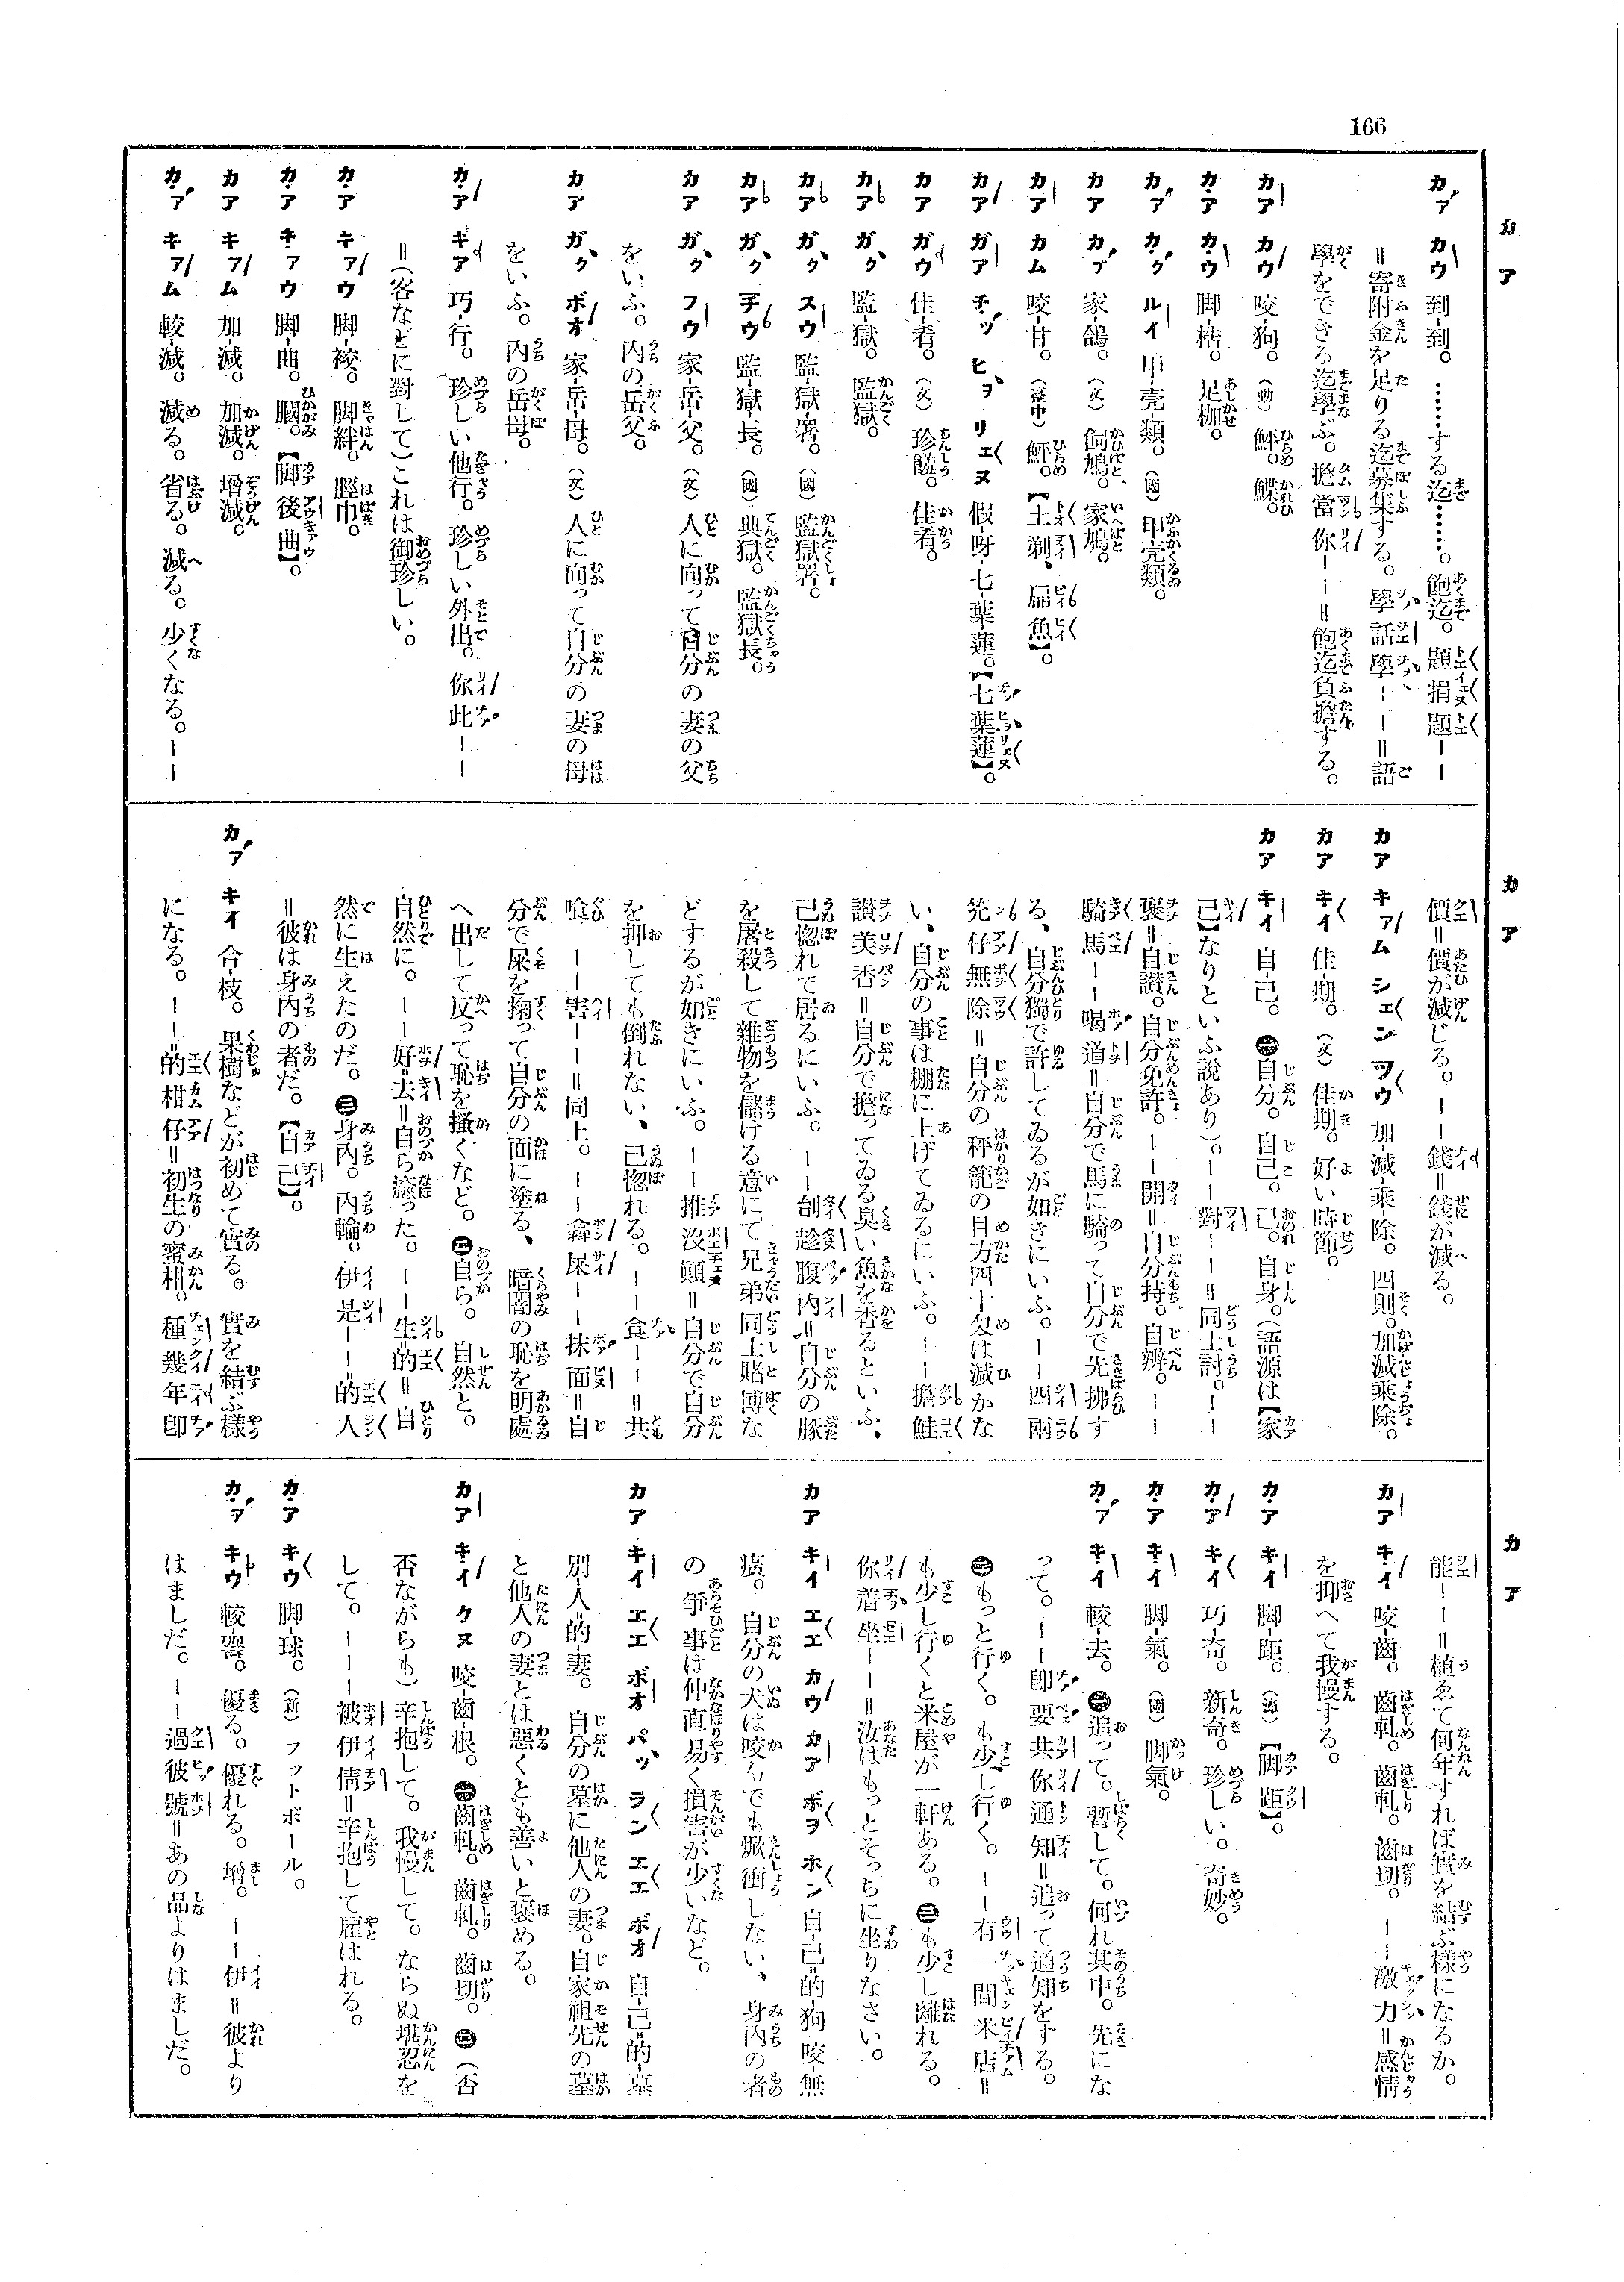 166
カア
カァ カウ 到-到。……する迄……。飽迄。題捐題ーー
＝寄附金を足りる迄募集する。學話學ーー＝語
學をできる迄學ぶ。擔當你ーー＝飽迄負擔する。
カア カウ 咬-狗。（動）鮃。鰈。
カア カウ 脚-梏。足枷。
カァ カク ルイ 甲-壳-類。（國）甲壳類。
カア カプ 家-鴿。（文）飼鳩、家鳩。
カア カム 咬-甘。（臺中）鮃。【王剃、扁魚】。
カア ガア チッ ヒヲ リェヌ 假-呀-七-葉-蓮。【七葉蓮】。
カア ガウ 佳-肴。（文）珍饈。佳肴。
カア ガク 監-獄。監獄。
カア ガク スウ 監-獄-署。（國）監獄署。
カア ガク チウ 監-獄-長。（國）典獄。監獄長。
カア ガク フウ 家-岳-父。（文）人に向って自分の妻の父
をいふ。內の岳父。
カア ガク ボオ 家-岳-母。（文）人に向って自分の妻の母
をいふ。內の岳母。
カア キア 巧-行。珍しい他行。珍しい外出。你此ーー
＝（客などに對して）これは御珍しい。
カア キアウ 脚-裬。脚絆。脛巾。
カア キァウ 脚-曲。膕。【脚後曲】。
カア キアム 加-減。加減。增減。
カァ キアム 較-減。減る。省る。減る。少くなる。ーー
カア
價＝價が減じる。ーー錢＝錢が減る。
カア キァム シェン ヲウ 加-減-乘-除。四則。加減乘除。
カア キイ 佳-期。（文）佳期。好い時節。
カア キイ 自-己。㊀自分。自己。己。自身。（語源は【家
己】なりといふ說あり）。ーー對ーー＝同士討。ーー
褒＝自讃。自分免許。ーー開＝自分持。自辨。ーー
騎馬ーー喝道＝自分で馬に騎って自分で先拂す
る、自分獨で許してゐるが如きにいふ。ーー四兩
筅仔無除＝自分の秤籠の目方四十匁は減かな
い、自分の事は棚に上げてゐるにいふ。ーー擔鮭
讃美香＝自分で擔ってゐる臭い魚を香るといふ、
己惚れて居るにいふ。ーー刣趁腹內＝自分の豚
を屠殺して雜物を儲ける意にて兄弟同士賭博な
どするが如きにいふ。ーー推沒顚＝自分で自分
を押しても倒れない、己惚れる。ーー食ーー＝共
喰 ーー害ーー＝同上。ーー龕屎ーー抹面＝自
分で屎を掬って自分の面に塗る、暗闇の恥を明處
へ出して反って恥を搔くなど。㊁自ら。自然と。
自然に。ーー好去＝自ら癒った。ーー生的＝自
然に生えたのだ。㊂身內。內輪。伊是ーー的人
＝彼は身內の者だ。【自己】。
カァ キイ 合-枝。果樹などが初めて實る。實を結ぶ樣
になる。ーー的柑仔＝初生の蜜柑。種幾年卽
カア
能ーー＝植ゑて何年すれば實を結ぶ樣になるか。
カア キイ 咬-齒。齒軋。齒軋。齒切。ーー激力＝感情
を抑へて我慢する。
カア キイ 脚-距。（漳）【脚距】。
カア キイ 巧-奇。新奇。珍しい。奇妙。
カア キイ 脚-氣。（國）脚氣。
カァ キイ 較-去。㊀追って。暫して。何れ其中。先にな
って。ーー卽要共你通知＝追って通知をする。
㊁もっと行く。も少し行く。ーー有一間米店＝
も少し行くと米屋が一軒ある。㊂も少し離れる。
你着坐ーー＝汝はもっとそっちに坐りなさい。
カア キイ エエ カウ カア ボヲ ホン 自-己-的-狗 咬-無
癀。自分の犬は咬んでも焮衝しない、身內の者
の爭事は仲直易く損害が少いなど。
カア キイ エエ ボオ パッ ラン エエ ボオ 自-己-的-墓
別-人-的-妻。自分の墓に他人の妻。自家祖先の墓
と他人の妻とは惡くとも善いと褒める。
カア キイ クヌ 咬-齒-根。㊀齒軋。齒軋。齒切。㊁（否
否ながらも）辛抱して。我慢して。ならぬ堪忍を
して。ーーー被伊倩＝辛抱して雇はれる。
カア キウ 脚-球。（新）フットボール。
カァ キウ 較-彎。優る。優れる。增。ーー伊＝彼より
はましだ。ーー過彼號＝あの品よりはましだ。